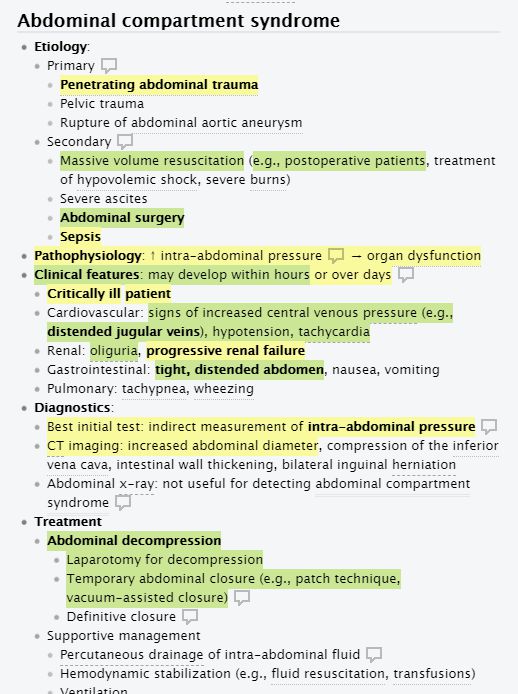 Abdominal compartment syndrome
Etiology:
Primary
Penetrating abdominal trauma
Pelvic trauma
Rupture of abdominal aortic aneurysm
Secondary
Massive volume resuscitation (e.g., postoperative patients, treatment
of hypovolemic shock, severe burns)
Severe ascites
Abdominal surgery
Sepsis
Pathophysiology: ↑ intra-abdominal pressure → organ dysfunction
Clinical features: may develop within hours or over days
Critically ill patient
Cardiovascular: signs of increased central venous pressure (e.g.,
distended jugular veins), hypotension, tachycardia
Renal: oliguria, progressive renal failure
Gastrointestinal: tight, distended abdomen, nausea, vomiting
Pulmonary: tachypnea, wheezing
Diagnostics:
Best initial test: indirect measurement of intra-abdominal pressure
CT imaging: increased abdominal diameter, compression of the inferior
vena cava, intestinal wall thickening, bilateral inguinal herniation
Abdominal x-ray: not useful for detecting abdominal compartment
syndrome
Treatment
Abdominal decompression
Laparotomy for decompression
Temporary abdominal closure (e.g., patch technique,
vacuum-assisted closure)
Definitive closure
Supportive management
Percutaneous drainage of intra-abdominal fluid
Hemodynamic stabilization (e.g., fluid resuscitation, transfusions)
Ventilation